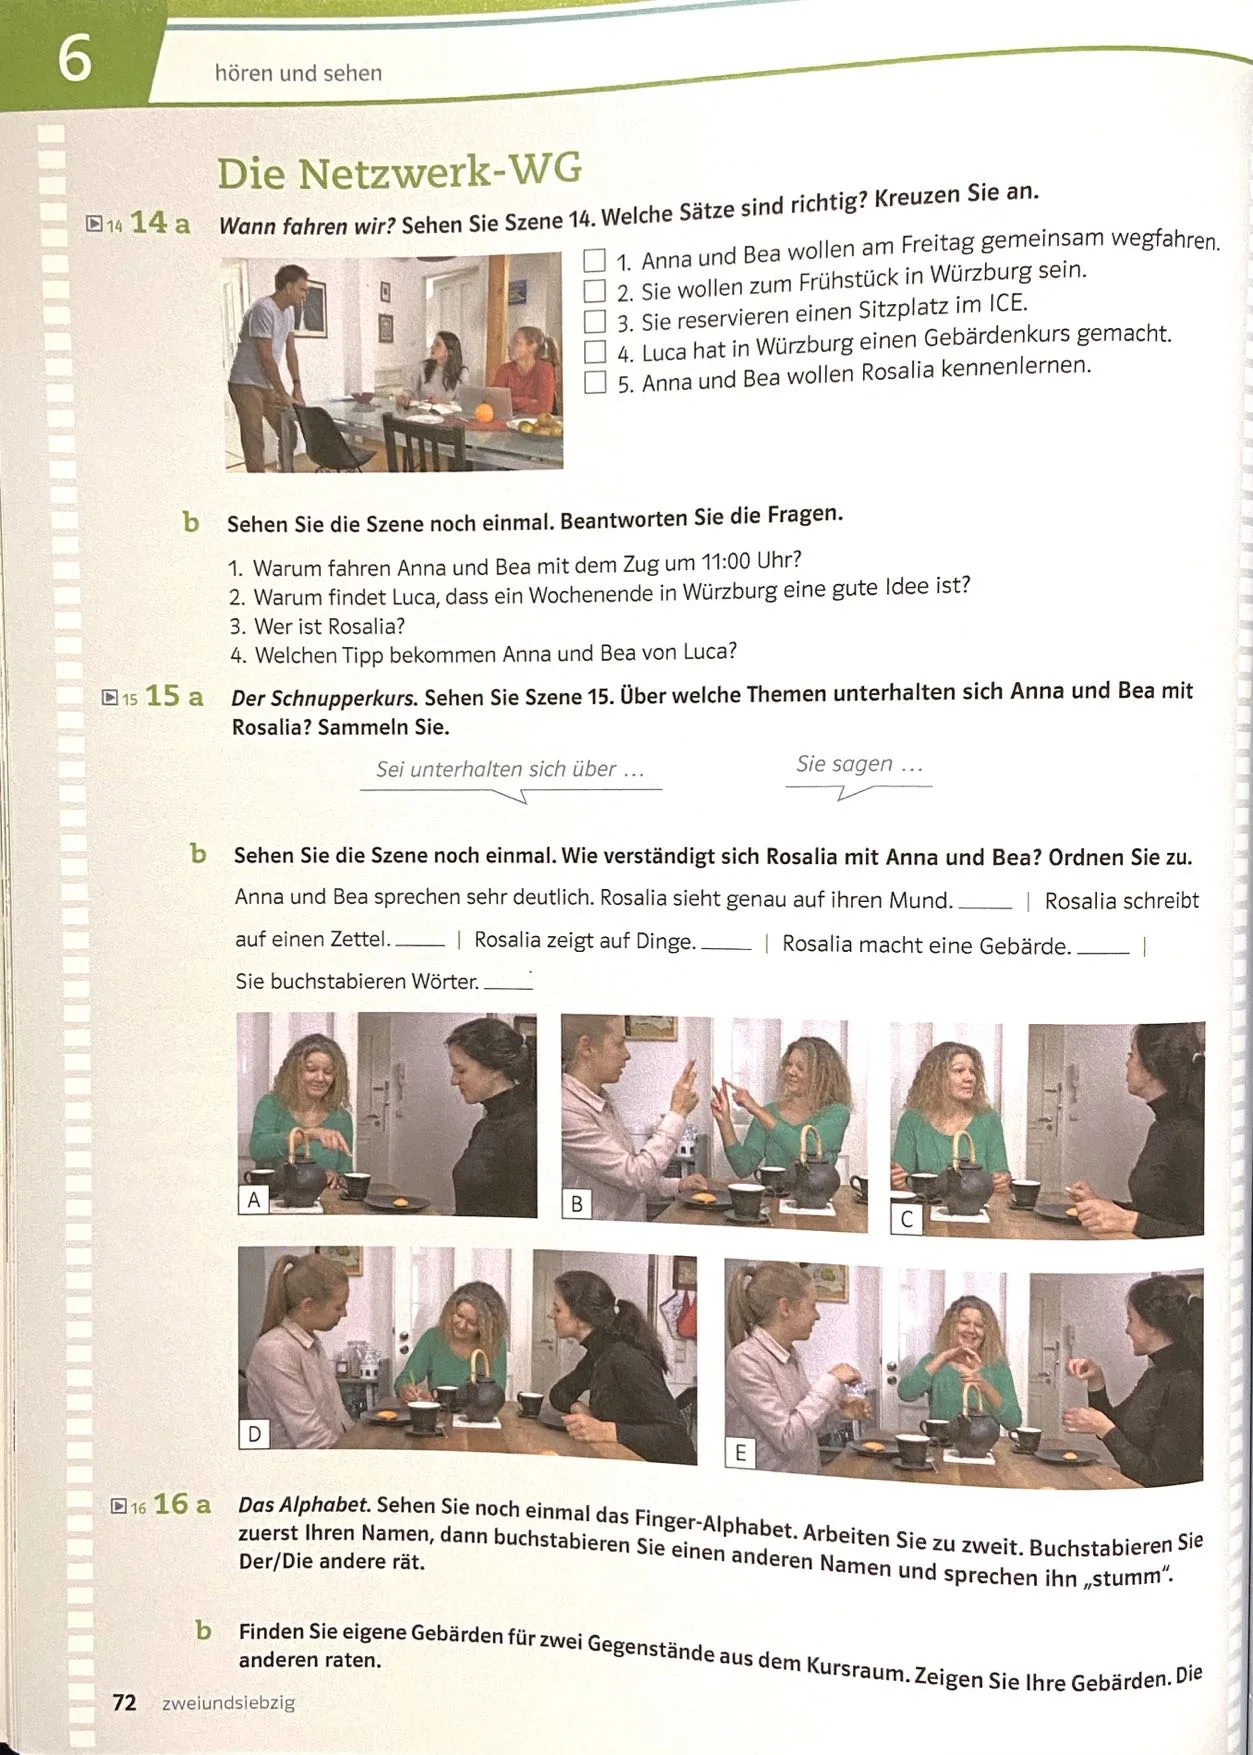 6
hören und sehen
Die Netzwerk-WG
14 14 a Wann fahren wir? Sehen Sie Szene 14. Welche Sätze sind richtig? Kreuzen Sie an.
1. Anna und Bea wollen am Freitag gemeinsam wegfahren.
2. Sie wollen zum Frühstück in Würzburg sein.
3. Sie reservieren einen Sitzplatz im ICE.
4. Luca hat in Würzburg einen Gebärdenkurs gemacht.
5. Anna und Bea wollen Rosalia kennenlernen.
b Sehen Sie die Szene noch einmal. Beantworten Sie die Fragen.
1. Warum fahren Anna und Bea mit dem Zug um 11:00 Uhr?
2. Warum findet Luca, dass ein Wochenende in Würzburg eine gute Idee ist?
3. Wer ist Rosalia?
4. Welchen Tipp bekommen Anna und Bea von Luca?
15 15 a Der Schnupperkurs. Sehen Sie Szene 15. Über welche Themen unterhalten sich Anna und Bea mit
Rosalia? Sammeln Sie.
Sei unterhalten sich über ...
Sie sagen ...
b Sehen Sie die Szene noch einmal. Wie verständigt sich Rosalia mit Anna und Bea? Ordnen Sie zu.
Anna und Bea sprechen sehr deutlich. Rosalia sieht genau auf ihren Mund. ____ | Rosalia schreibt
auf einen Zettel. ____ | Rosalia zeigt auf Dinge. ____ | Rosalia macht eine Gebärde. ____ |
Sie buchstabieren Wörter. ____
A
B
C
D
E
16 16 a Das Alphabet. Sehen Sie noch einmal das Finger-Alphabet. Arbeiten Sie zu zweit. Buchstabieren Sie
zuerst Ihren Namen, dann buchstabieren Sie einen anderen Namen und sprechen ihn „stumm“.
Der/Die andere rät.
b Finden Sie eigene Gebärden für zwei Gegenstände aus dem Kursraum. Zeigen Sie Ihre Gebärden. Die
anderen raten.
72 zweiundsiebzig